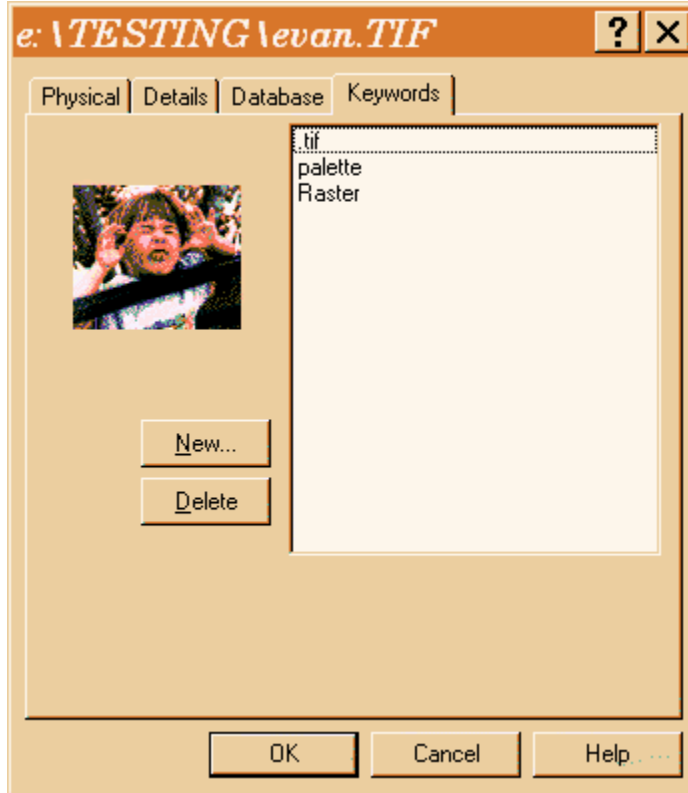 e:\TESTING\evan.TIF
? ×
Physical Details Database Keywords
.tif
palette
Raster
New...
Delete
OK Cancel Help